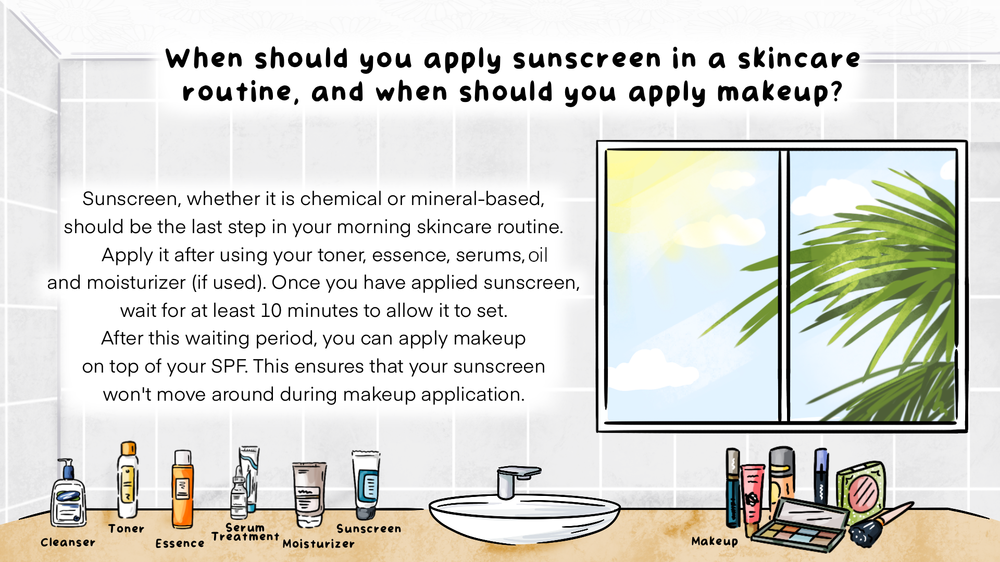 When should you apply sunscreen in a skincare
routine, and when should you apply makeup?
Sunscreen, whether it is chemical or mineral-based,
should be the last step in your morning skincare routine.
Apply it after using your toner, essence, serums, oil
and moisturizer (if used). Once you have applied sunscreen,
wait for at least 10 minutes to allow it to set.
After this waiting period, you can apply makeup
on top of your SPF. This ensures that your sunscreen
won't move around during makeup application.
Cleanser
Toner
Essence
Serum
Treatment
Moisturizer
Sunscreen
Makeup